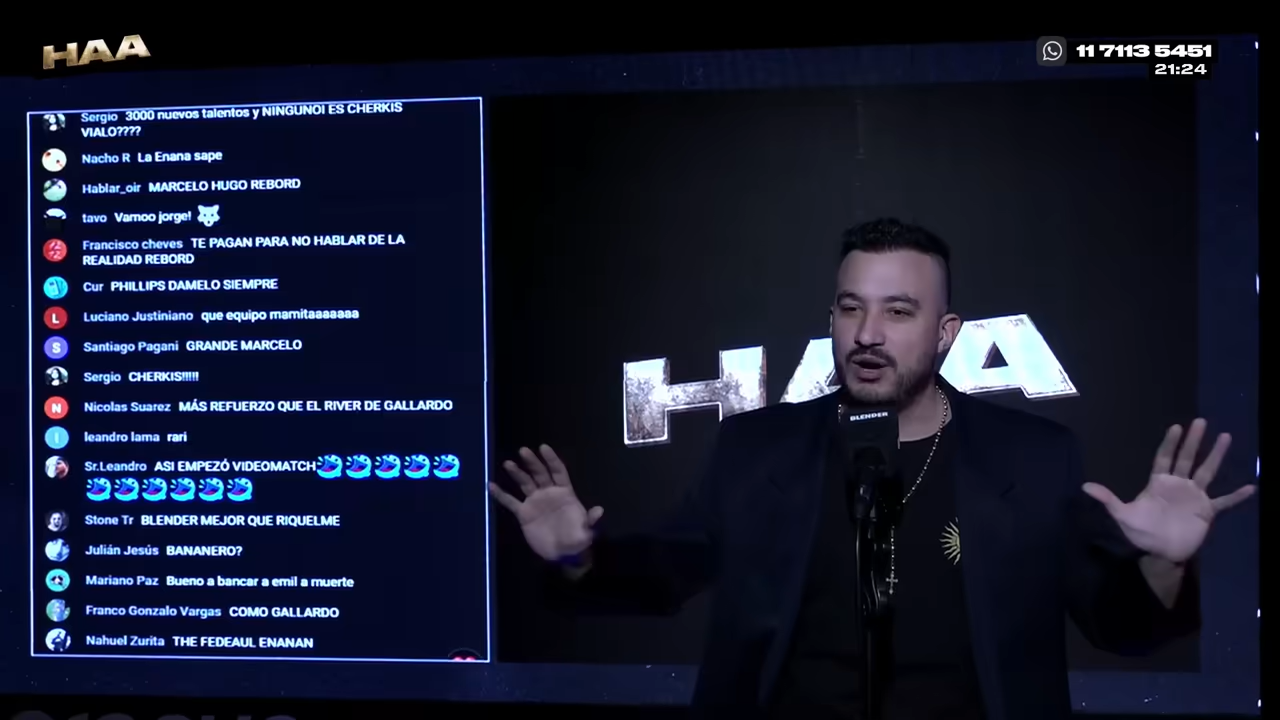 HAA
11 7113 5451
21:24
Sergio 3000 nuevos talentos y NINGUNO! ES CHERKIS
VIALO????
Nacho R La Enana sape
Hablar_oir MARCELO HUGO REBORD
tavo Vamoo jorge!
Francisco cheves TE PAGAN PARA NO HABLAR DE LA
REALIDAD REBORD
Cur PHILLIPS DAMELO SIEMPRE
Luciano Justiniano que equipo mamitaaaaaaa
Santiago Pagani GRANDE MARCELO
Sergio CHERKIS!!!!!
Nicolas Suarez MÁS REFUERZO QUE EL RIVER DE GALLARDO
leandro lama rari
Sr.Leandro ASI EMPEZÓ VIDEOMATCH
Stone Tr BLENDER MEJOR QUE RIQUELME
Julián Jesús BANANERO?
Mariano Paz Bueno a bancar a emil a muerte
Franco Gonzalo Vargas COMO GALLARDO
Nahuel Zurita THE FEDEAUL ENANAN
HAA
BLENDER